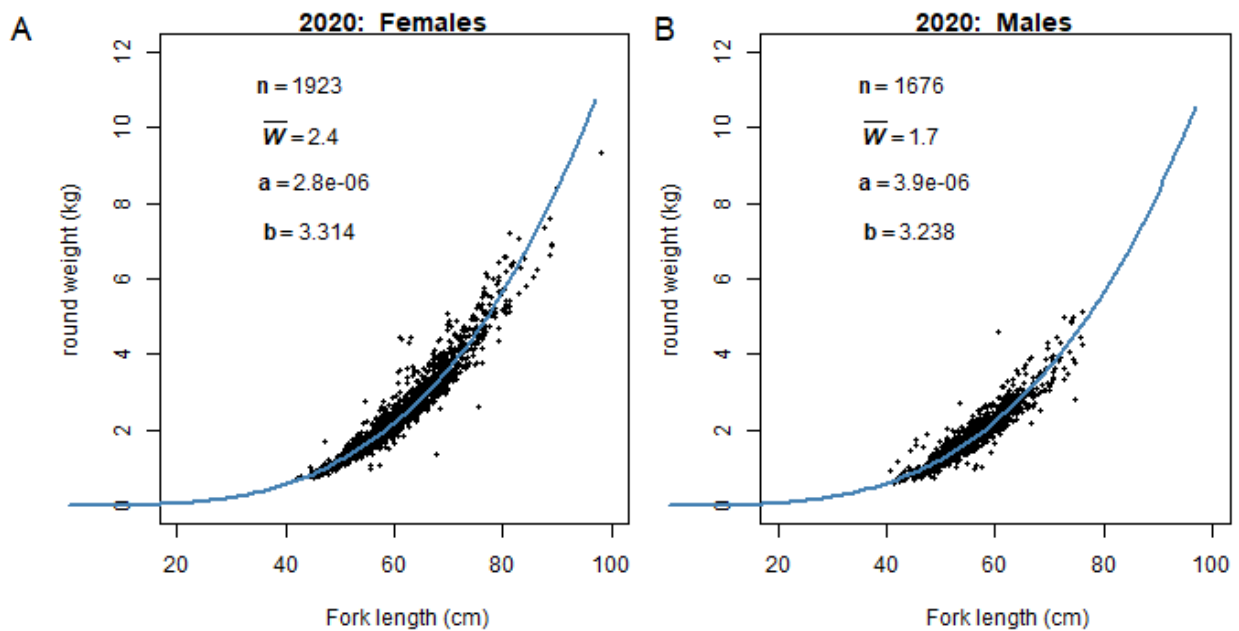 A
2020: Females
n = 1923
W = 2.4
a = 2.8e-06
b = 3.314
round weight (kg)
12
10
8
6
4
2
0
20 40 60 80 100
Fork length (cm)
B
2020: Males
n = 1676
W = 1.7
a = 3.9e-06
b = 3.238
round weight (kg)
12
10
8
6
4
2
0
20 40 60 80 100
Fork length (cm)